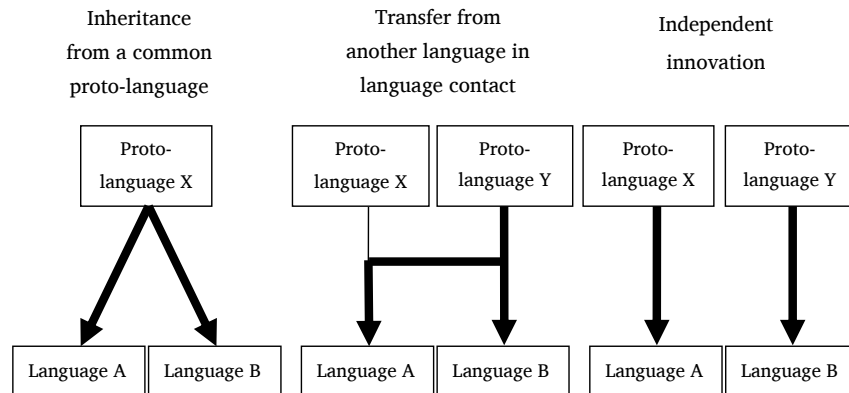 Inheritance
from a common
proto-language
Transfer from
another language in
language contact
Independent
innovation
Proto-
language X
Proto-
language X
Proto-
language Y
Proto-
language X
Proto-
language Y
Language A
Language B
Language A
Language B
Language A
Language B